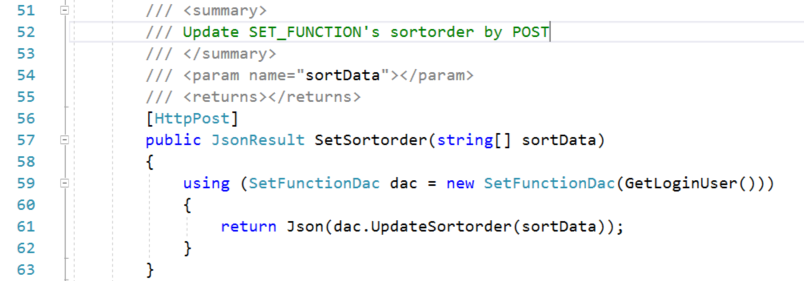 51 /// <summary>
52 /// Update SET_FUNCTION's sortorder by POST
53 /// </summary>
54 /// <param name="sortData"></param>
55 /// <returns></returns>
56 [HttpPost]
57 public JsonResult SetSortorder(string[] sortData)
58 {
59 using (SetFunctionDac dac = new SetFunctionDac(GetLoginUser()))
60 {
61 return Json(dac.UpdateSortorder(sortData));
62 }
63 }